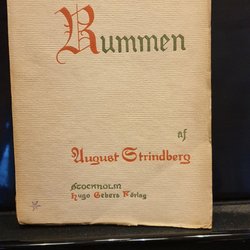 Rummen
af
August Strindberg
STOCKHOLM
Hugo Gebers Förlag